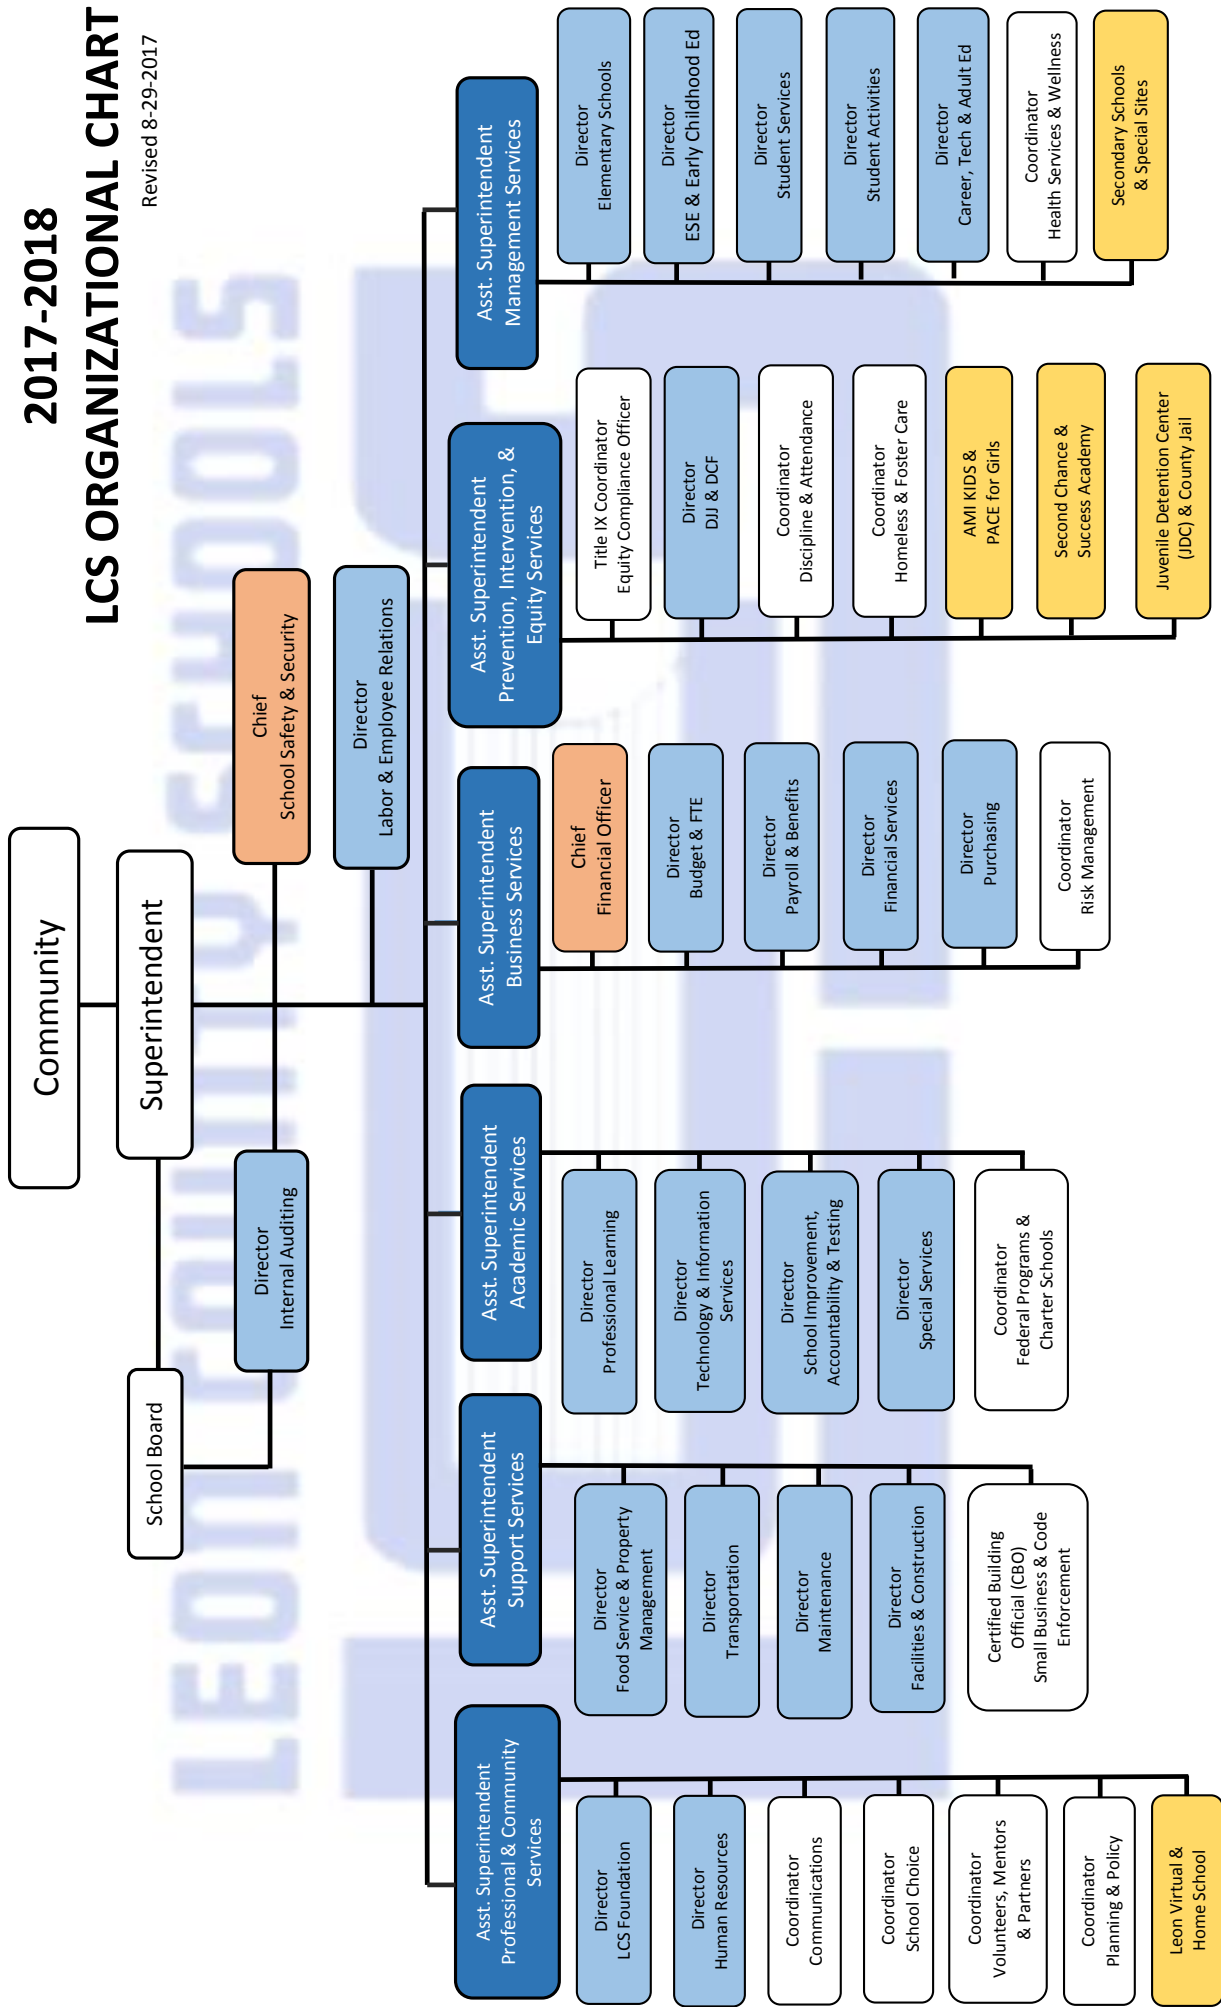 2017-2018
LCS ORGANIZATIONAL CHART
Revised 8-29-2017
LEON COUNTY SCHOOLS
Community
Superintendent
School Board
Director
Internal Auditing
Chief
School Safety & Security
Director
Labor & Employee Relations
Asst. Superintendent
Professional & Community
Services
Director
LCS Foundation
Director
Human Resources
Coordinator
Communications
Coordinator
School Choice
Coordinator
Volunteers, Mentors
& Partners
Coordinator
Planning & Policy
Leon Virtual &
Home School
Asst. Superintendent
Support Services
Director
Food Service & Property
Management
Director
Transportation
Director
Maintenance
Director
Facilities & Construction
Certified Building
Official (CBO)
Small Business & Code
Enforcement
Asst. Superintendent
Academic Services
Director
Professional Learning
Director
Technology & Information
Services
Director
School Improvement,
Accountability & Testing
Director
Special Services
Coordinator
Federal Programs &
Charter Schools
Asst. Superintendent
Business Services
Chief
Financial Officer
Director
Budget & FTE
Director
Payroll & Benefits
Director
Financial Services
Director
Purchasing
Coordinator
Risk Management
Asst. Superintendent
Prevention, Intervention, &
Equity Services
Title IX Coordinator
Equity Compliance Officer
Director
DJJ & DCF
Coordinator
Discipline & Attendance
Coordinator
Homeless & Foster Care
AMI KIDS &
PACE for Girls
Second Chance &
Success Academy
Juvenile Detention Center
(JDC) & County Jail
Asst. Superintendent
Management Services
Director
Elementary Schools
Director
ESE & Early Childhood Ed
Director
Student Services
Director
Student Activities
Director
Career, Tech & Adult Ed
Coordinator
Health Services & Wellness
Secondary Schools
& Special Sites